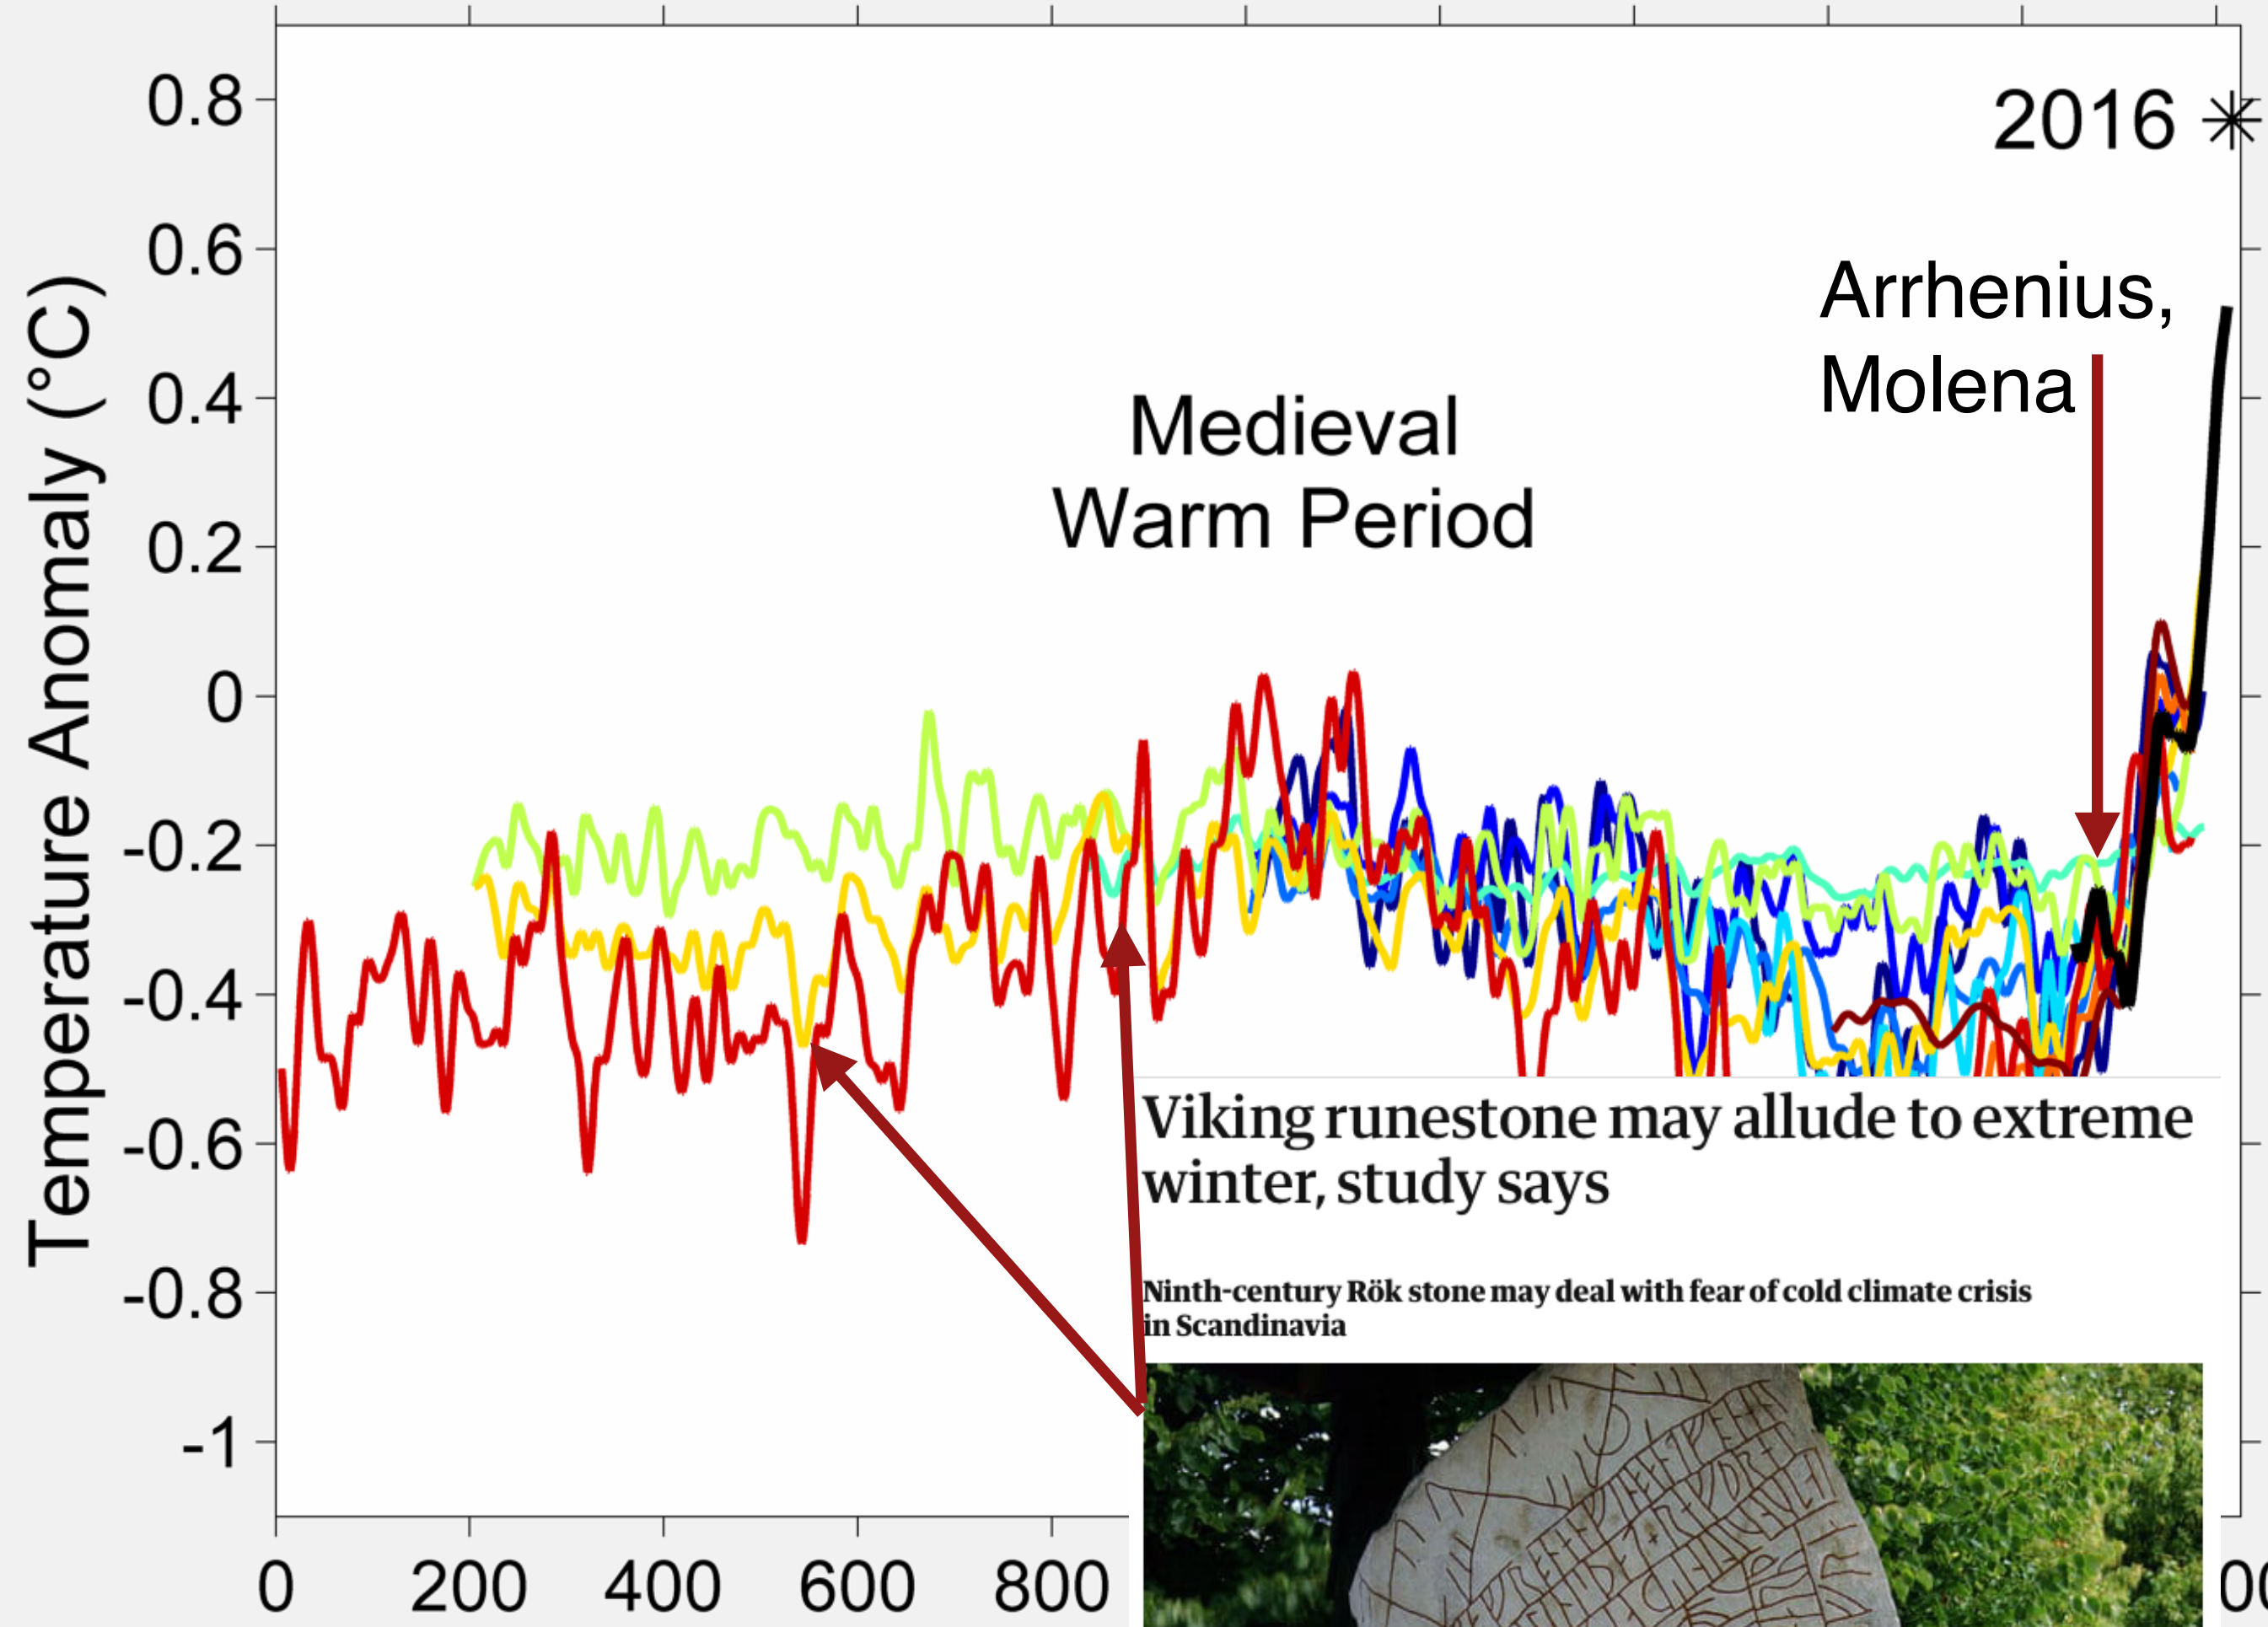 Temperature Anomaly (°C)
0.8
0.6
0.4
0.2
0
-0.2
-0.4
-0.6
-0.8
-1
2016
Arrhenius,
Molena
Medieval
Warm Period
Viking runestone may allude to extreme
winter, study says
Ninth-century Rök stone may deal with fear of cold climate crisis
in Scandinavia
0 200 400 600 800